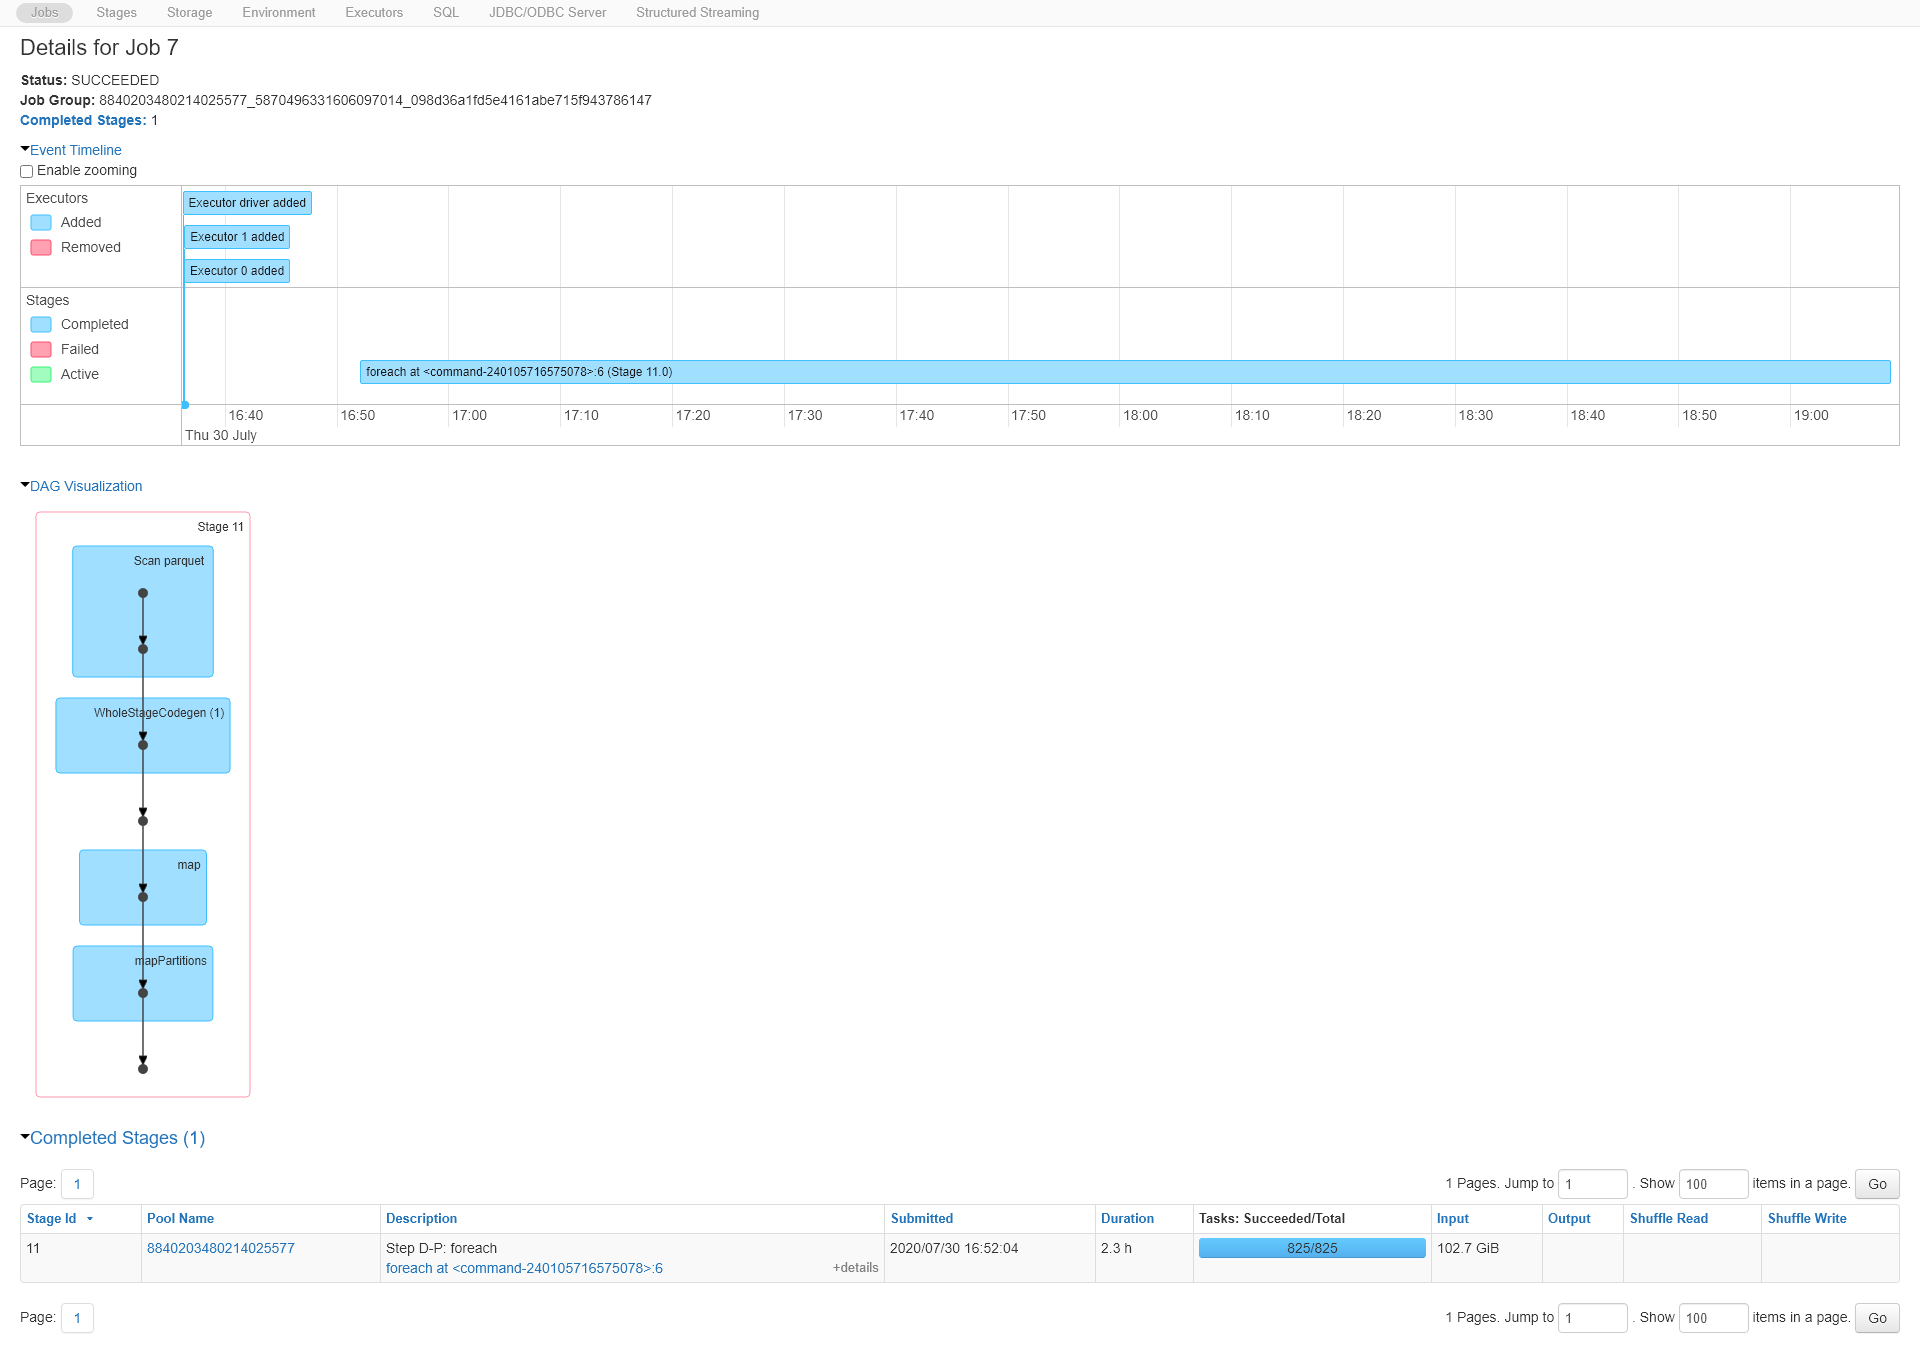 Jobs Stages Storage Environment Executors SQL JDBC/ODBC Server Structured Streaming
Details for Job 7
Status: SUCCEEDED
Job Group: 8840203480214025577_5870496331606097014_098d36a1fd5e4161abe715f943786147
Completed Stages: 1
Event Timeline
Enable zooming
Executors
Added
Removed
Executor driver added
Executor 1 added
Executor 0 added
Stages
Completed
Failed
Active
foreach at <command-240105716575078>:6 (Stage 11.0)
16:40 16:50 17:00 17:10 17:20 17:30 17:40 17:50 18:00 18:10 18:20 18:30 18:40 18:50 19:00
Thu 30 July
DAG Visualization
Stage 11
Scan parquet
WholeStageCodegen (1)
map
mapPartitions
Completed Stages (1)
Page: 1 1 Pages. Jump to 1 . Show 100 items in a page. Go
Stage Id Pool Name Description Submitted Duration Tasks: Succeeded/Total Input Output Shuffle Read Shuffle Write
11 8840203480214025577 Step D-P: foreach 2020/07/30 16:52:04 2.3 h 825/825 102.7 GiB
foreach at <command-240105716575078>:6 +details
Page: 1 1 Pages. Jump to 1 . Show 100 items in a page. Go